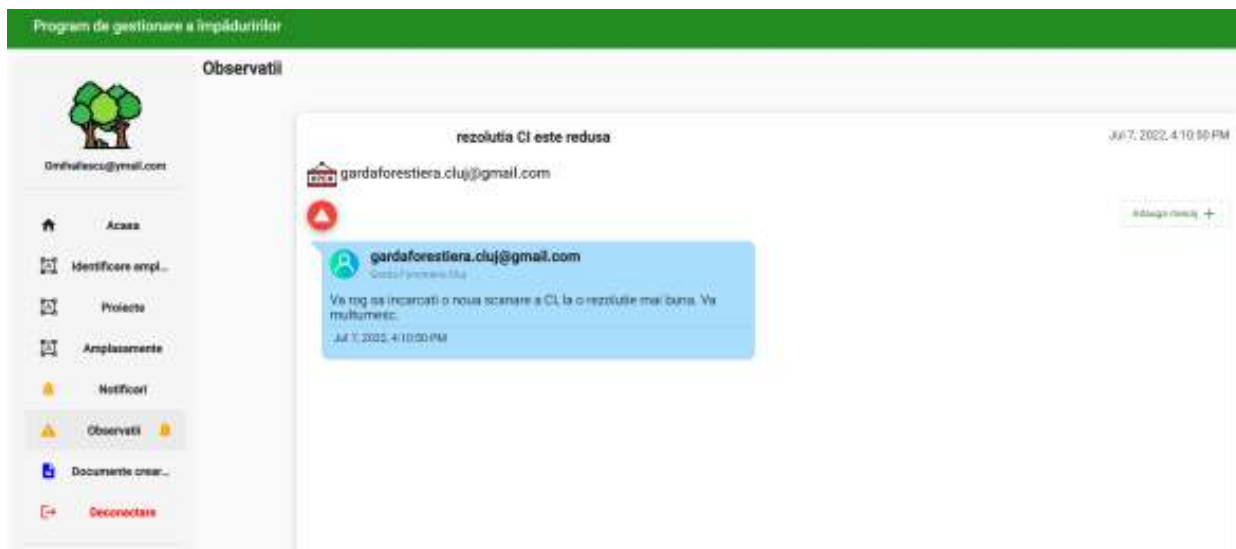 Program de gestionare a împăduririlor
Observatii
rezolutia CI este redusa
Jul 7, 2022, 4:10:50 PM
Gmihailescu@ymail.com
gardaforestiera.cluj@gmail.com
Adauga mesaj +
gardaforestiera.cluj@gmail.com
Garda Forestiera Cluj
Va rog sa incarcati o noua scanare a CI, la o rezolutie mai buna. Va
multumesc.
Jul 7, 2022, 4:10:50 PM
Acasa
Identificare ampl...
Proiecte
Amplasamente
Notificari
Observatii
Documente crear...
Deconectare